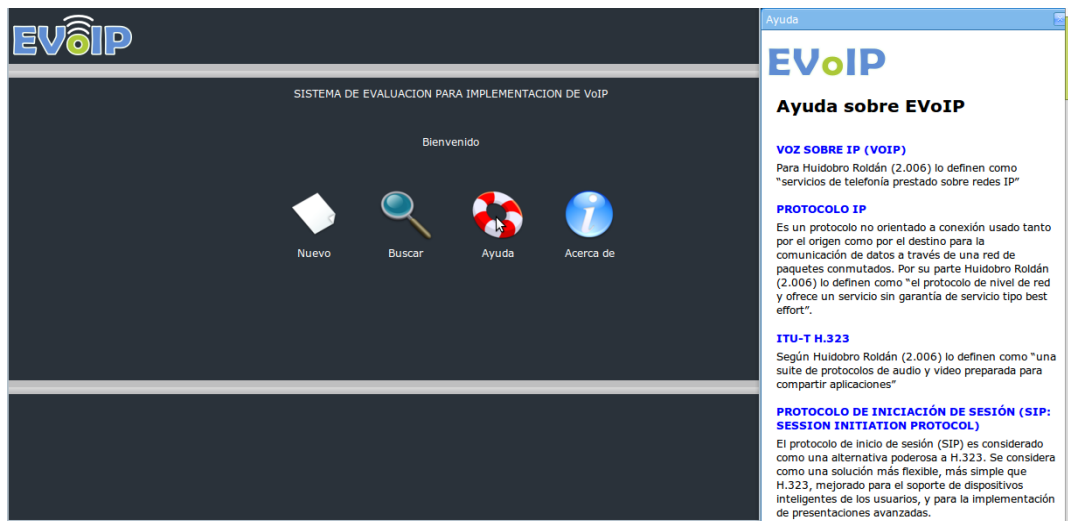 EVoIP
SISTEMA DE EVALUACION PARA IMPLEMENTACION DE VoIP
Bienvenido
Nuevo
Buscar
Ayuda
Acerca de
Ayuda
EVoIP
Ayuda sobre EVoIP
VOZ SOBRE IP (VOIP)
Para Huidobro Roldán (2.006) lo definen como
“servicios de telefonía prestado sobre redes IP”
PROTOCOLO IP
Es un protocolo no orientado a conexión usado tanto
por el origen como por el destino para la
comunicación de datos a través de una red de
paquetes conmutados. Por su parte Huidobro Roldán
(2.006) lo definen como “el protocolo de nivel de red
y ofrece un servicio sin garantía de servicio tipo best
effort”.
ITU-T H.323
Según Huidobro Roldán (2.006) lo definen como “una
suite de protocolos de audio y video preparada para
compartir aplicaciones”
PROTOCOLO DE INICIACIÓN DE SESIÓN (SIP:
SESSION INITIATION PROTOCOL)
El protocolo de inicio de sesión (SIP) es considerado
como una alternativa poderosa a H.323. Se considera
como una solución más flexible, más simple que
H.323, mejorado para el soporte de dispositivos
inteligentes de los usuarios, y para la implementación
de presentaciones avanzadas.